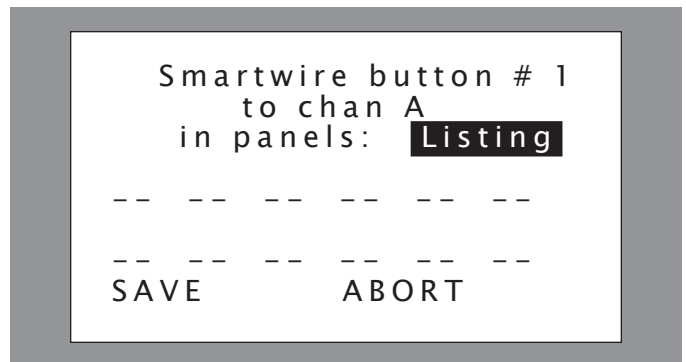 Smartwire button # 1
to chan A
in panels: Listing
-- -- -- -- -- --
-- -- -- -- -- --
SAVE ABORT